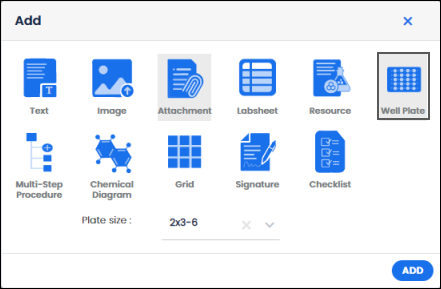 Add
Text Image Attachment Labsheet Resource Well Plate
Multi-Step Procedure Chemical Diagram Grid Signature Checklist
Plate size : 2x3-6
ADD